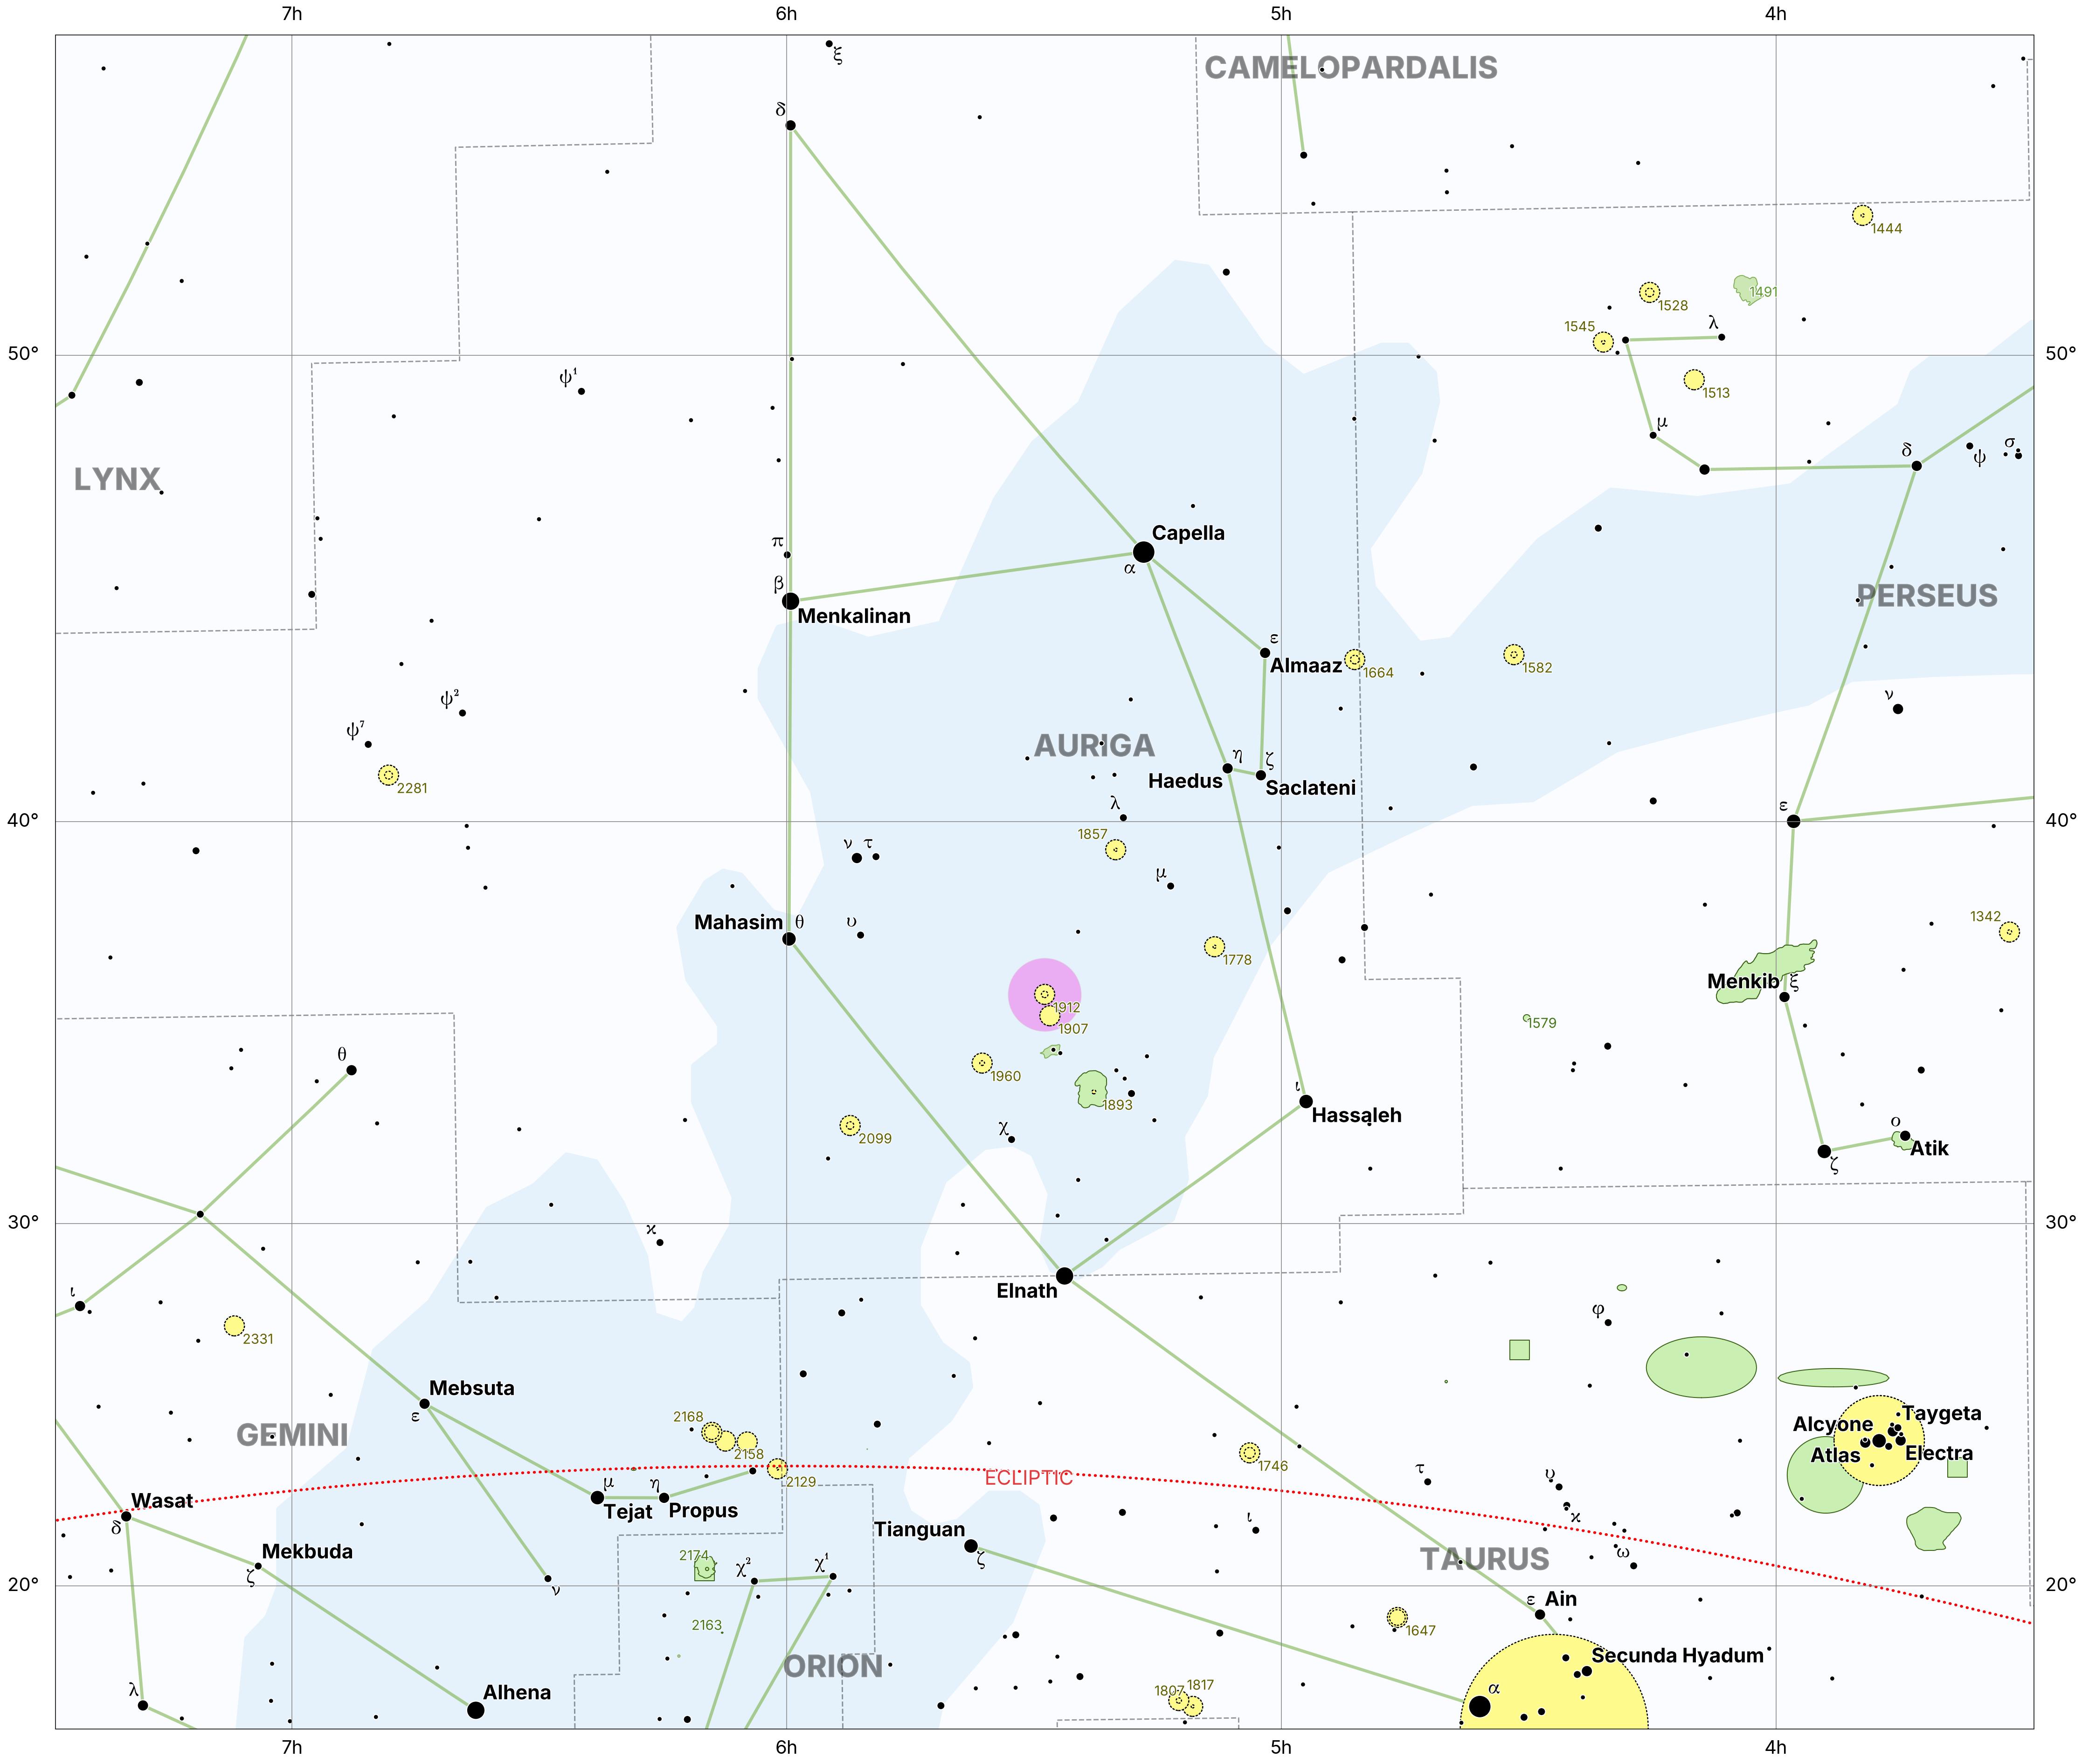 7h 6h 5h 4h
ξ
CAMELOPARDALIS
δ
1444
1491
1528
1545
λ
50° 50°
ψ¹
1513
μ
σ
δ
ψ
LYNX
Capella
α
π
β
Menkalinan
PERSEUS
ε
Almaaz
1664
1582
ψ²
ν
ψ⁷
AURIGA
η
ζ
Haedus
Saclateni
2281
λ
ε
40° 40°
1857
ν τ
μ
1342
Mahasim θ
υ
1778
Menkib ξ
1912
1579
1907
θ
1960
ι
1893
Hassaleh
ο
χ
2099
Atik
ζ
30° 30°
ϰ
Elnath
ι
φ
2331
Mebsuta
ε
Taygeta
2168
Alcyone
GEMINI
Atlas
Electra
2158
1746
ECLIPTIC
2129
τ
υ
μ
η
Wasat
Tejat
Propus
ϰ
ι
δ
Tianguan
ζ
Mekbuda
ζ
2174
χ²
χ¹
TAURUS
ω
20° 20°
ν
ε Ain
2163
1647
Secunda Hyadum
ORION
λ
Alhena
1807
1817
α
7h 6h 5h 4h